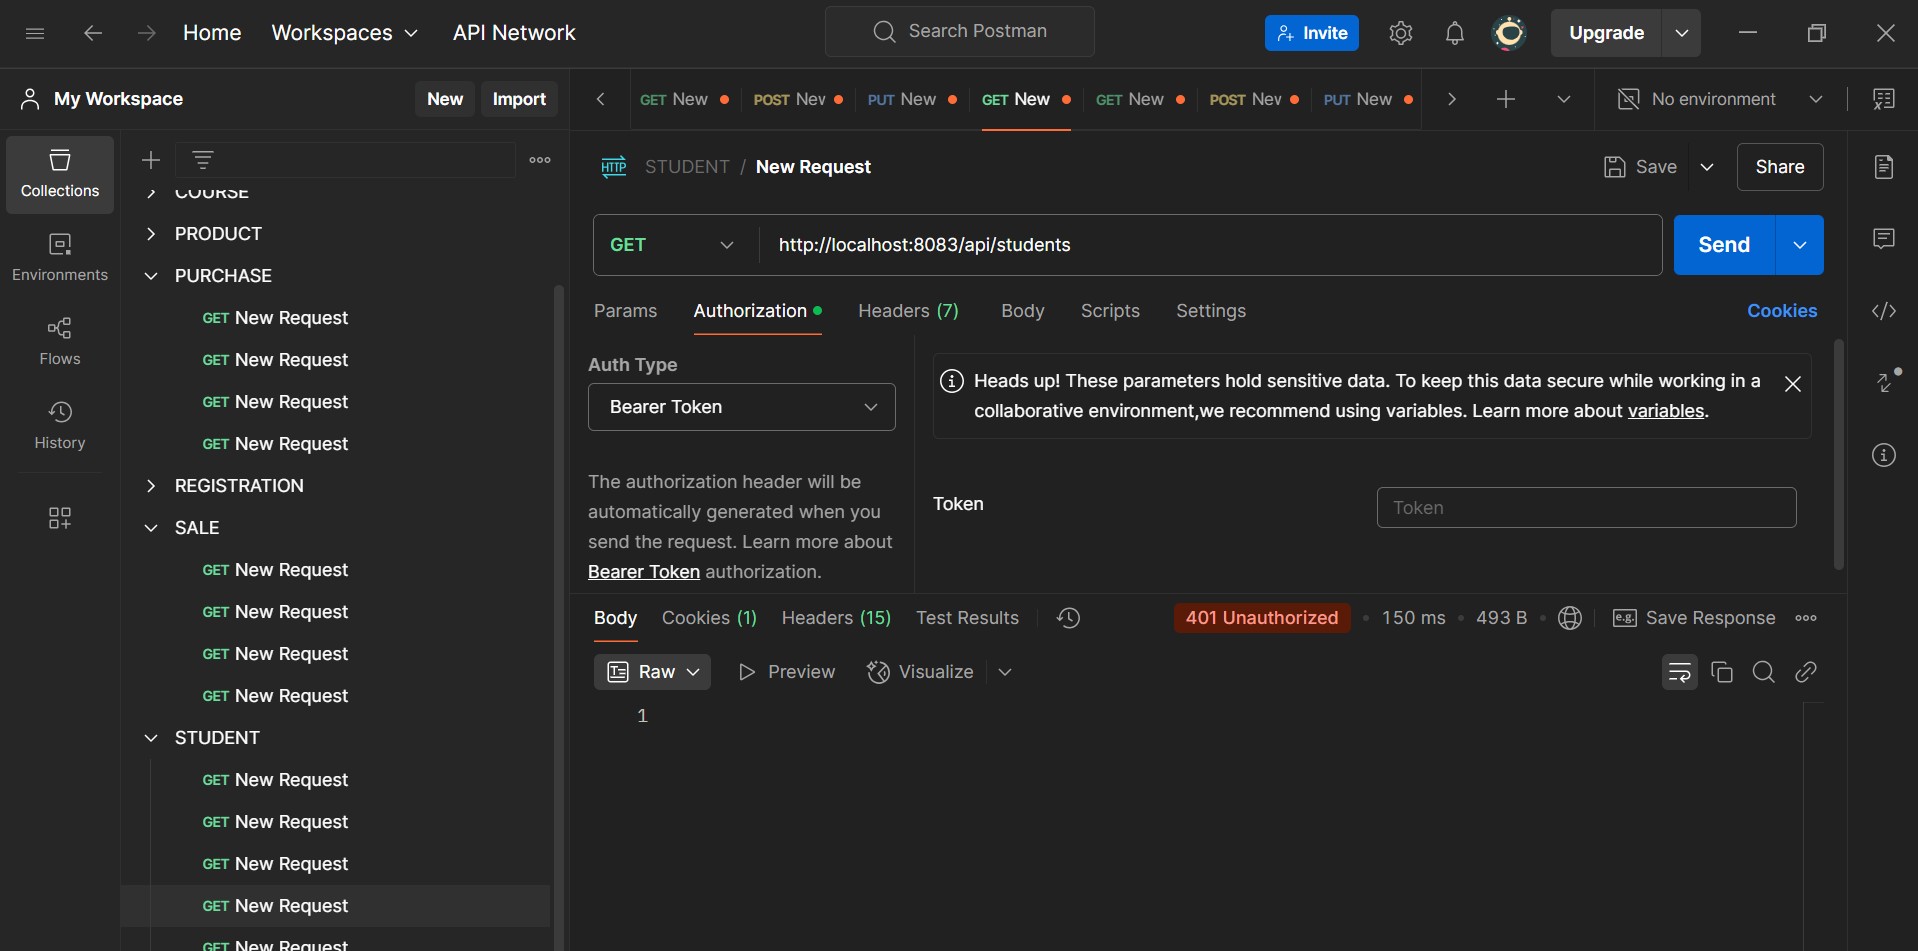 Home
Workspaces
API Network
Search Postman
Invite
Upgrade
My Workspace
New
Import
GET New
POST Nev
PUT New
GET New
GET New
POST Nev
PUT New
No environment
Collections
Environments
Flows
History
COURSE
PRODUCT
PURCHASE
GET New Request
GET New Request
GET New Request
GET New Request
REGISTRATION
SALE
GET New Request
GET New Request
GET New Request
GET New Request
STUDENT
GET New Request
GET New Request
GET New Request
GET New Request
GET New Request
HTTP STUDENT / New Request
Save
Share
GET
http://localhost:8083/api/students
Send
Params
Authorization
Headers (7)
Body
Scripts
Settings
Cookies
Auth Type
Bearer Token
The authorization header will be
automatically generated when you
send the request. Learn more about
Bearer Token authorization.
Heads up! These parameters hold sensitive data. To keep this data secure while working in a
collaborative environment,we recommend using variables. Learn more about variables.
Token
Token
Body
Cookies (1)
Headers (15)
Test Results
401 Unauthorized
150 ms
493 B
e.g. Save Response
Raw
Preview
Visualize
1